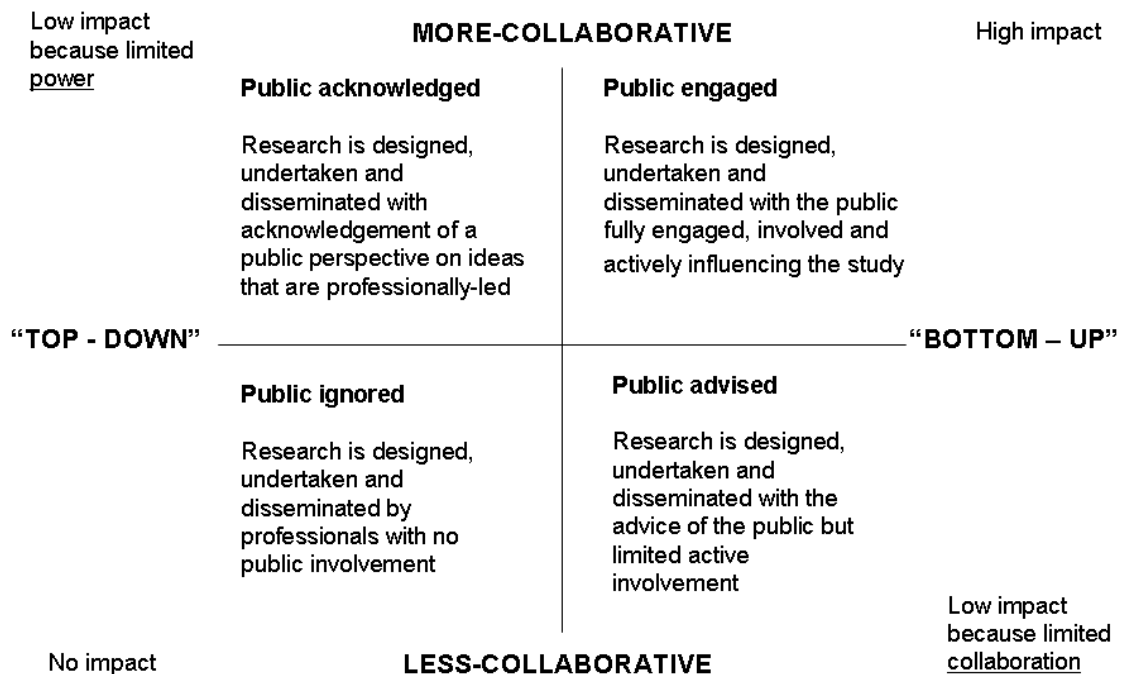 Low impact
because limited
power
MORE-COLLABORATIVE
High impact
Public acknowledged
Research is designed,
undertaken and
disseminated with
acknowledgement of a
public perspective on ideas
that are professionally-led
Public engaged
Research is designed,
undertaken and
disseminated with the public
fully engaged, involved and
actively influencing the study
“TOP - DOWN”
“BOTTOM – UP”
Public ignored
Research is designed,
undertaken and
disseminated by
professionals with no
public involvement
Public advised
Research is designed,
undertaken and
disseminated with the
advice of the public but
limited active
involvement
No impact
LESS-COLLABORATIVE
Low impact
because limited
collaboration